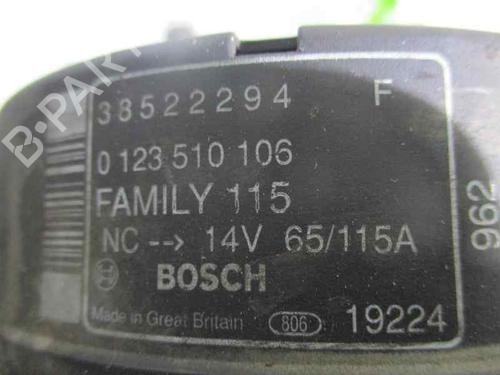 38522294 F
0 123 510 106
FAMILY 115
NC --> 14V 65/115A
BOSCH
Made in Great Britain 806 19224
962
B-PARTS